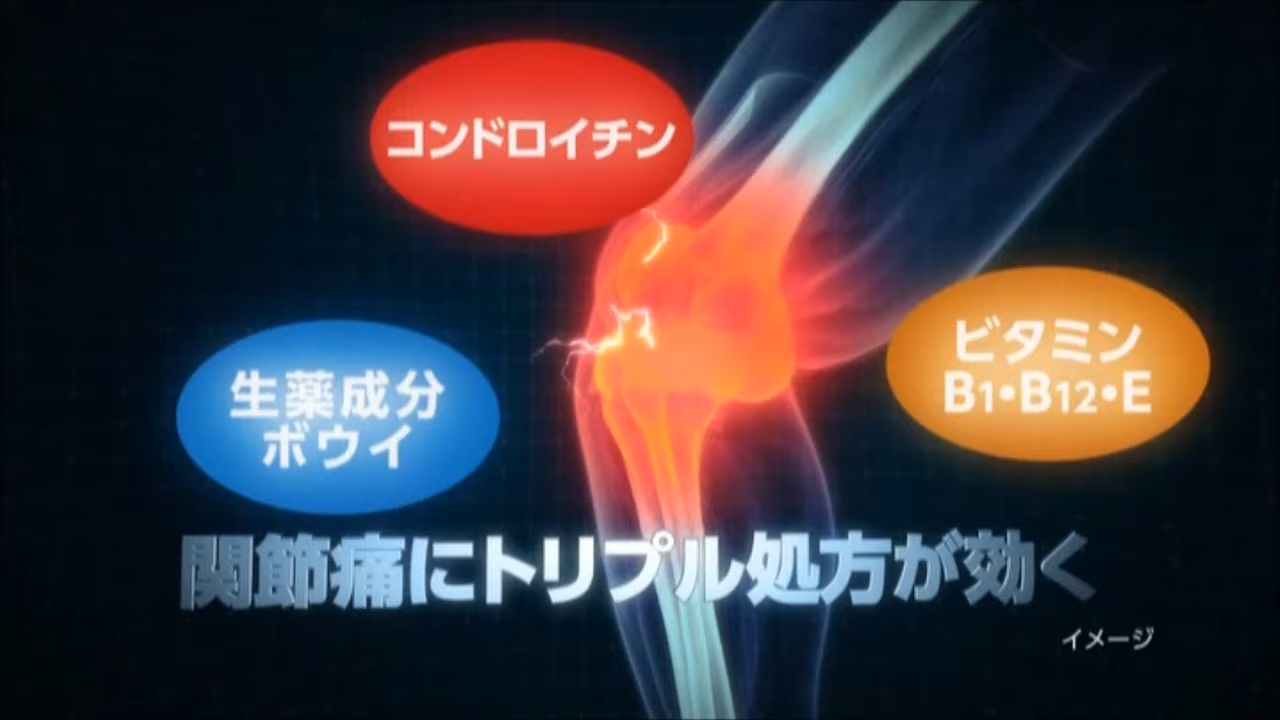 コンドロイチン
ビタミン
B1・B12・E
生薬成分
ボウイ
関節痛にトリプル処方が効く
イメージ